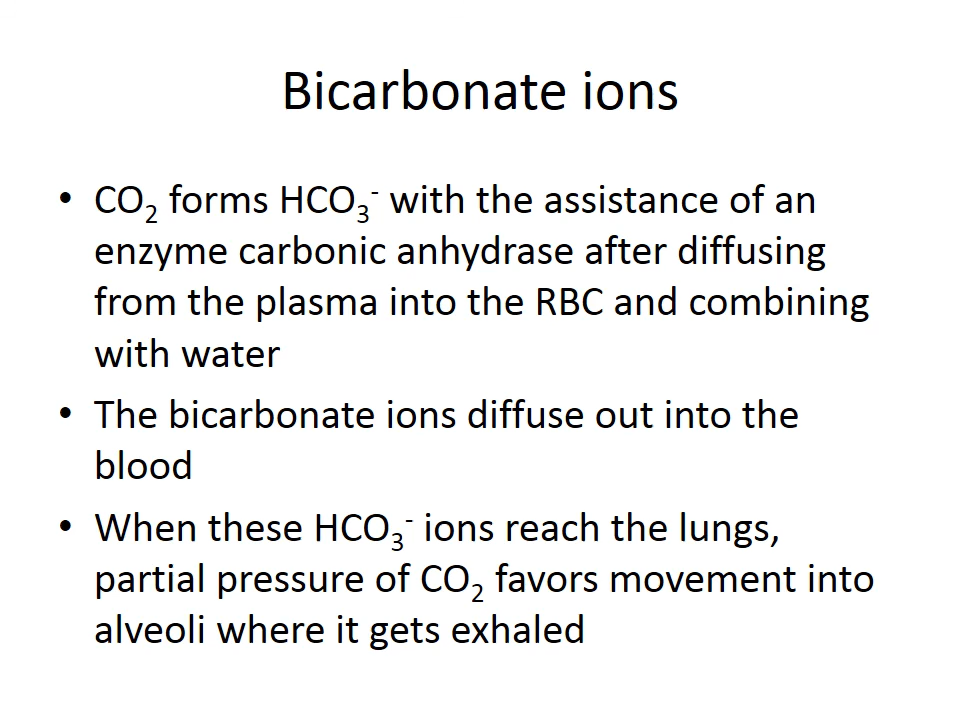 Bicarbonate ions
• CO₂ forms HCO₃⁻ with the assistance of an
enzyme carbonic anhydrase after diffusing
from the plasma into the RBC and combining
with water
• The bicarbonate ions diffuse out into the
blood
• When these HCO₃⁻ ions reach the lungs,
partial pressure of CO₂ favors movement into
alveoli where it gets exhaled